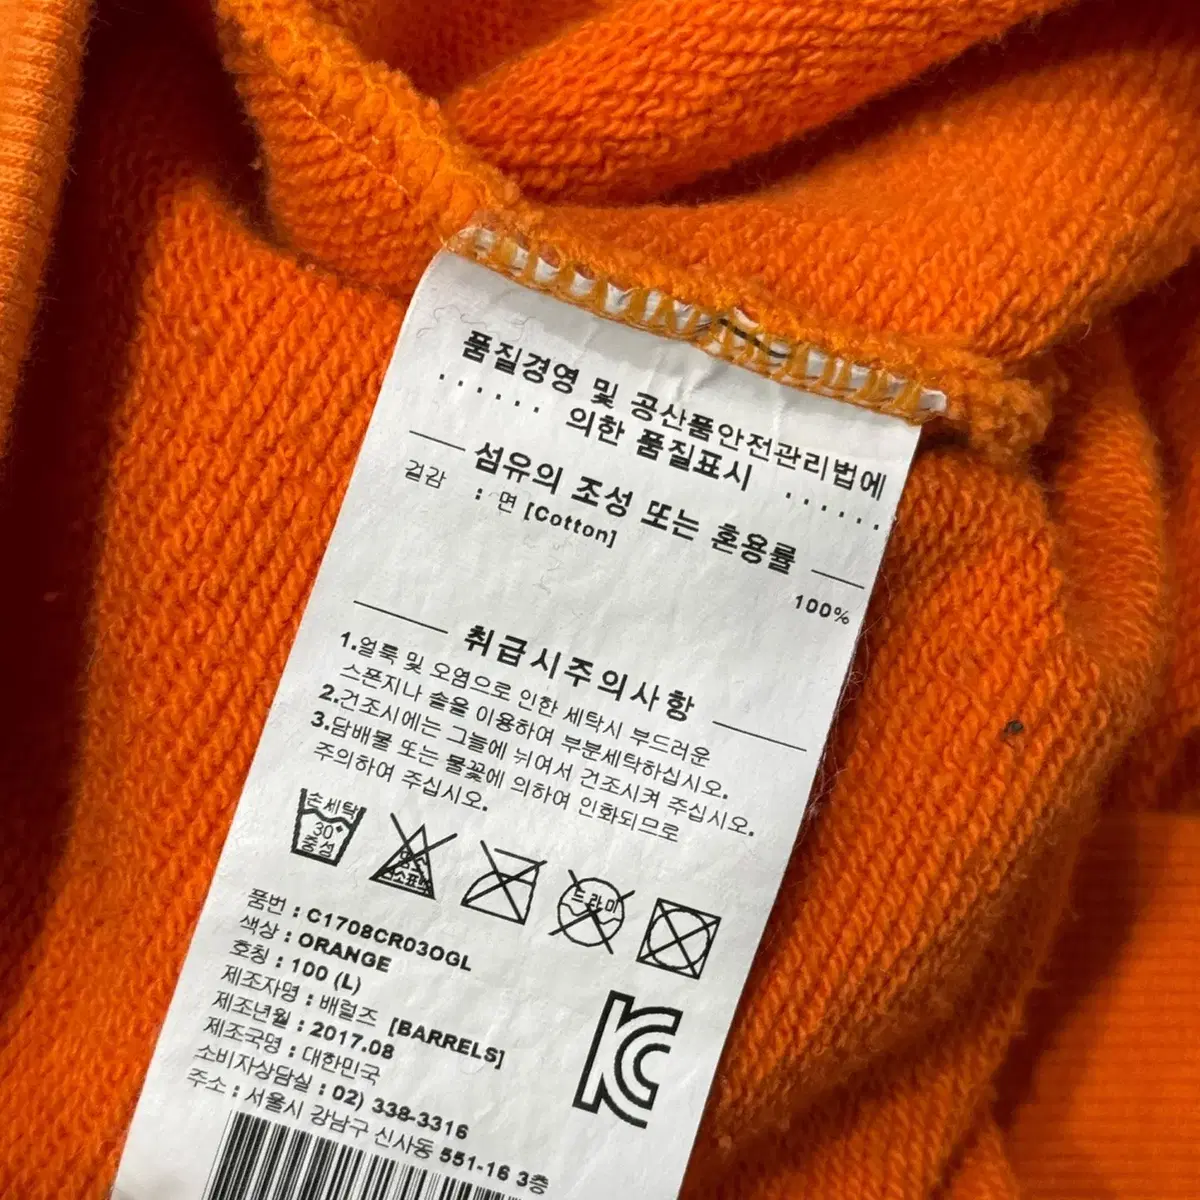 품질경영 및 공산품안전관리법에
...... 의한 품질표시 ......
섬유의 조성 또는 혼용률
겉감 : 면 [Cotton] 100%
취급시주의사항
1.얼룩 및 오염으로 인한 세탁시 부드러운
스폰지나 솔을 이용하여 부분세탁하십시오.
2.건조시에는 그늘에 뉘어서 건조시켜 주십시오.
3.담배불 또는 불꽃에 의하여 인화되므로
주의하여 주십시오.
손세탁
30°
중성
염소
산소표백
드라이
품번 : C1708CR03OGL
색상 : ORANGE
호칭 : 100 (L)
제조자명 : 배럴즈 [BARRELS]
제조년월 : 2017.08
제조국명 : 대한민국
소비자상담실 : 02) 338-3316
주소 : 서울시 강남구 신사동 551-16 3층
KC